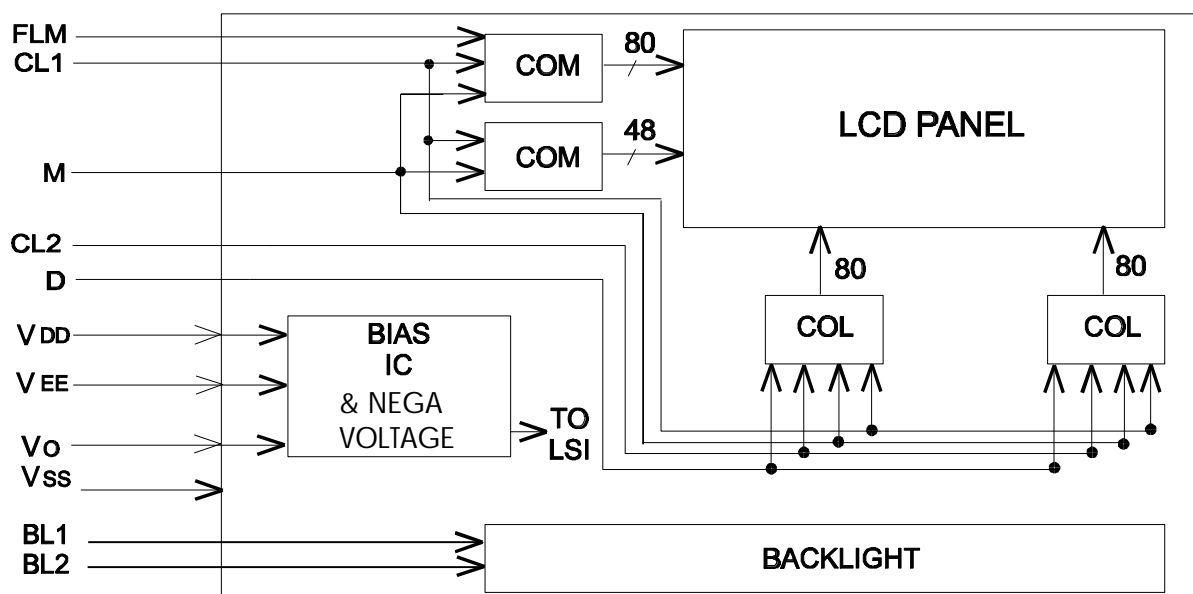 FLM
CL1
COM
80
LCD PANEL
COM
48
M
CL2
D
80
80
COL
COL
VDD
VEE
VO
VSS
BIAS
IC
& NEGA
VOLTAGE
TO
LSI
BL1
BL2
BACKLIGHT